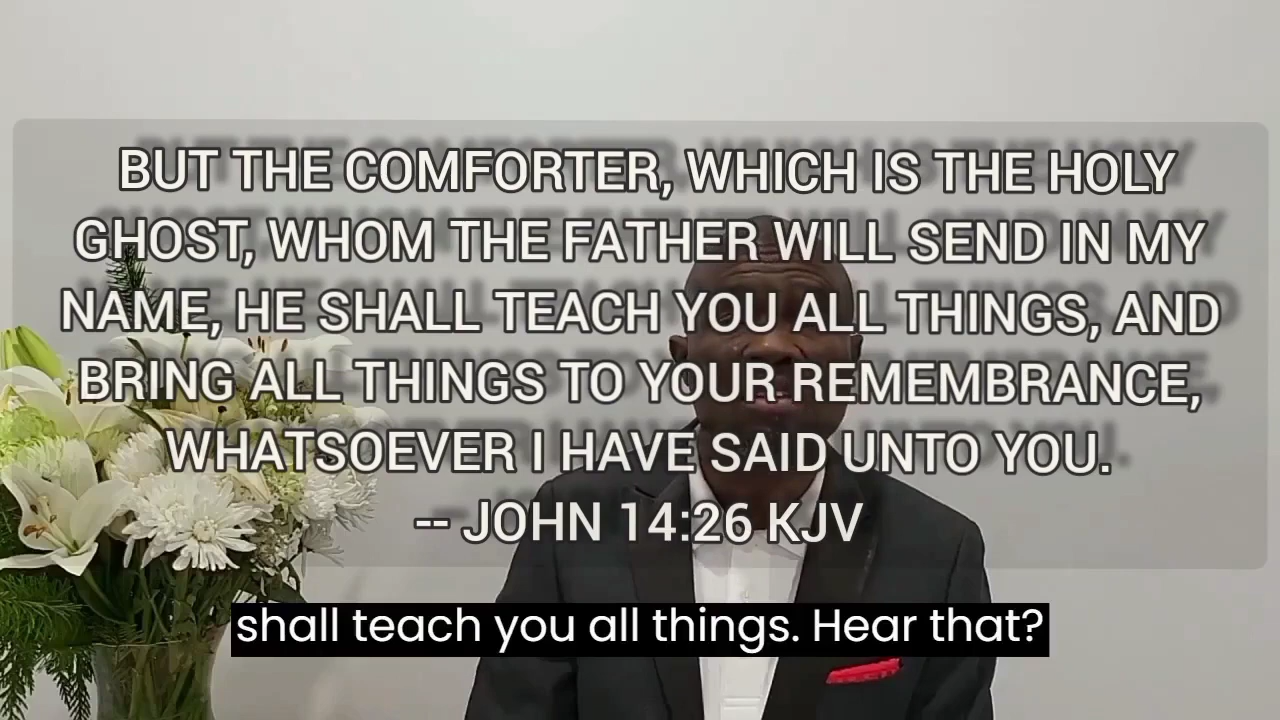 BUT THE COMFORTER, WHICH IS THE HOLY
GHOST, WHOM THE FATHER WILL SEND IN MY
NAME, HE SHALL TEACH YOU ALL THINGS, AND
BRING ALL THINGS TO YOUR REMEMBRANCE,
WHATSOEVER I HAVE SAID UNTO YOU.
-- JOHN 14:26 KJV
shall teach you all things. Hear that?